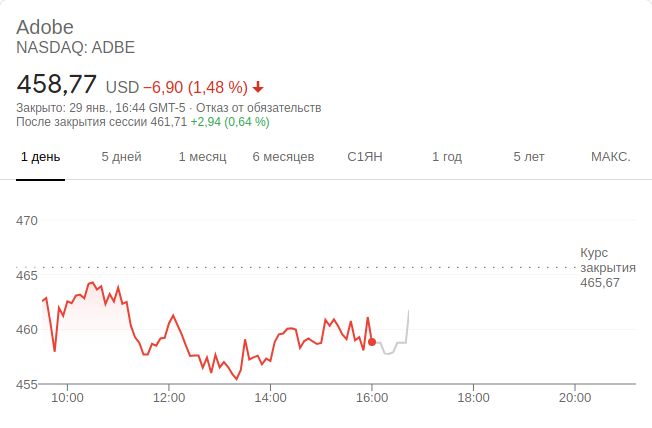 Adobe
NASDAQ: ADBE
458,77 USD −6,90 (1,48 %)
Закрыто: 29 янв., 16:44 GMT-5 · Отказ от обязательств
После закрытия сессии 461,71 +2,94 (0,64 %)
1 день 5 дней 1 месяц 6 месяцев С1ЯН 1 год 5 лет МАКС.
470
Курс
закрытия
465,67
465
460
455
10:00 12:00 14:00 16:00 18:00 20:00